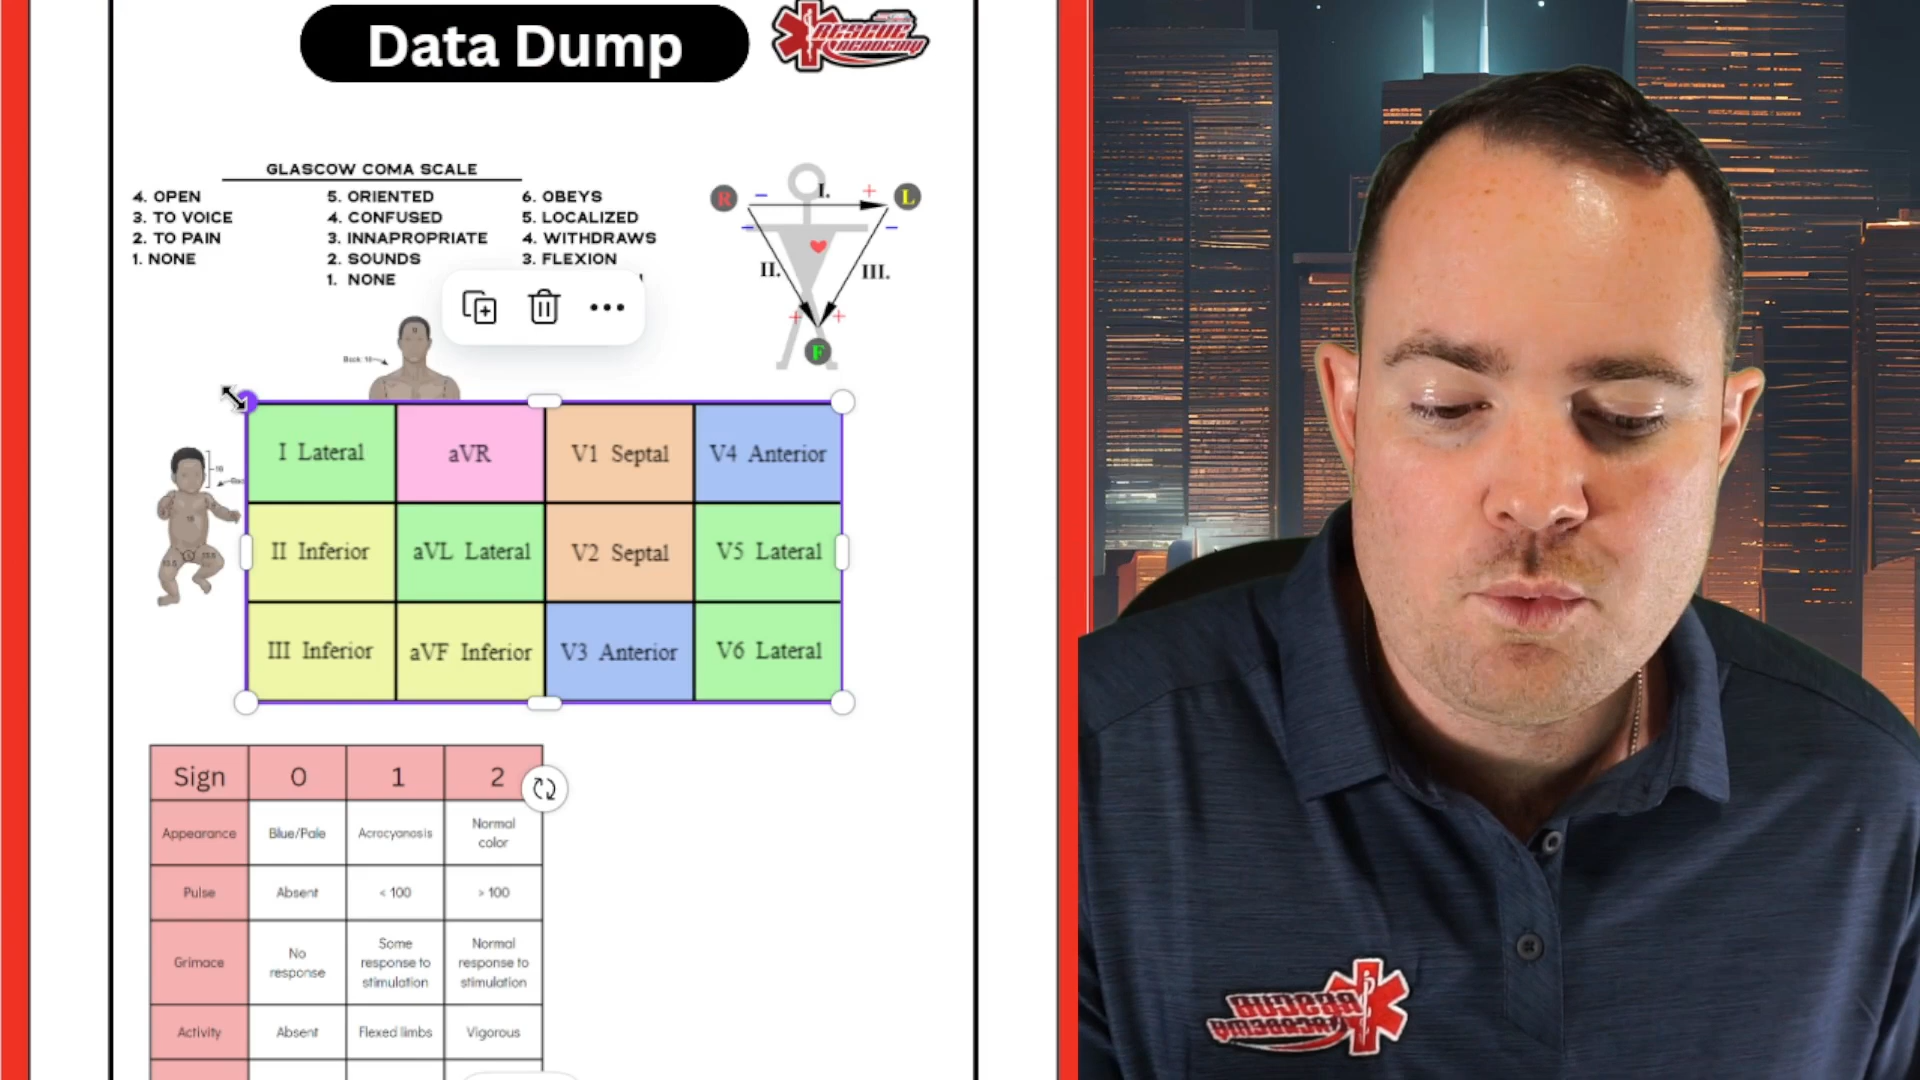 Data Dump
RESCUE
ACADEMY
GLASCOW COMA SCALE
4. OPEN
3. TO VOICE
2. TO PAIN
1. NONE
5. ORIENTED
4. CONFUSED
3. INNAPROPRIATE
2. SOUNDS
1. NONE
6. OBEYS
5. LOCALIZED
4. WITHDRAWS
3. FLEXION
R
I.
L
II.
III.
F
I Lateral
aVR
V1 Septal
V4 Anterior
II Inferior
aVL Lateral
V2 Septal
V5 Lateral
III Inferior
aVF Inferior
V3 Anterior
V6 Lateral
Sign
0
1
2
Appearance
Blue/Pale
Acrocyanosis
Normal
color
Pulse
Absent
< 100
> 100
Grimace
No
response
Some
response to
stimulation
Normal
response to
stimulation
Activity
Absent
Flexed limbs
Vigorous
RESCUE
ACADEMY